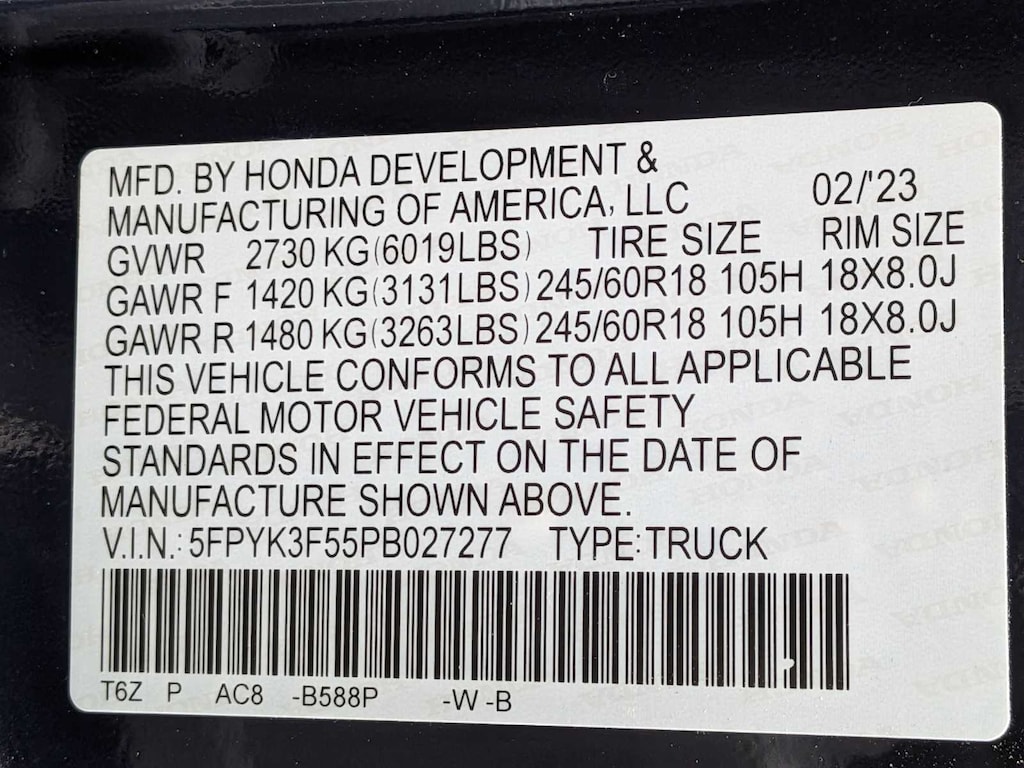 MFD. BY HONDA DEVELOPMENT &
MANUFACTURING OF AMERICA, LLC 02/'23
GVWR 2730 KG(6019LBS) TIRE SIZE RIM SIZE
GAWR F 1420 KG(3131LBS) 245/60R18 105H 18X8.0J
GAWR R 1480 KG(3263LBS) 245/60R18 105H 18X8.0J
THIS VEHICLE CONFORMS TO ALL APPLICABLE
FEDERAL MOTOR VEHICLE SAFETY
STANDARDS IN EFFECT ON THE DATE OF
MANUFACTURE SHOWN ABOVE.
V.I.N.: 5FPYK3F55PB027277 TYPE:TRUCK
T6Z P AC8 -B588P -W -B